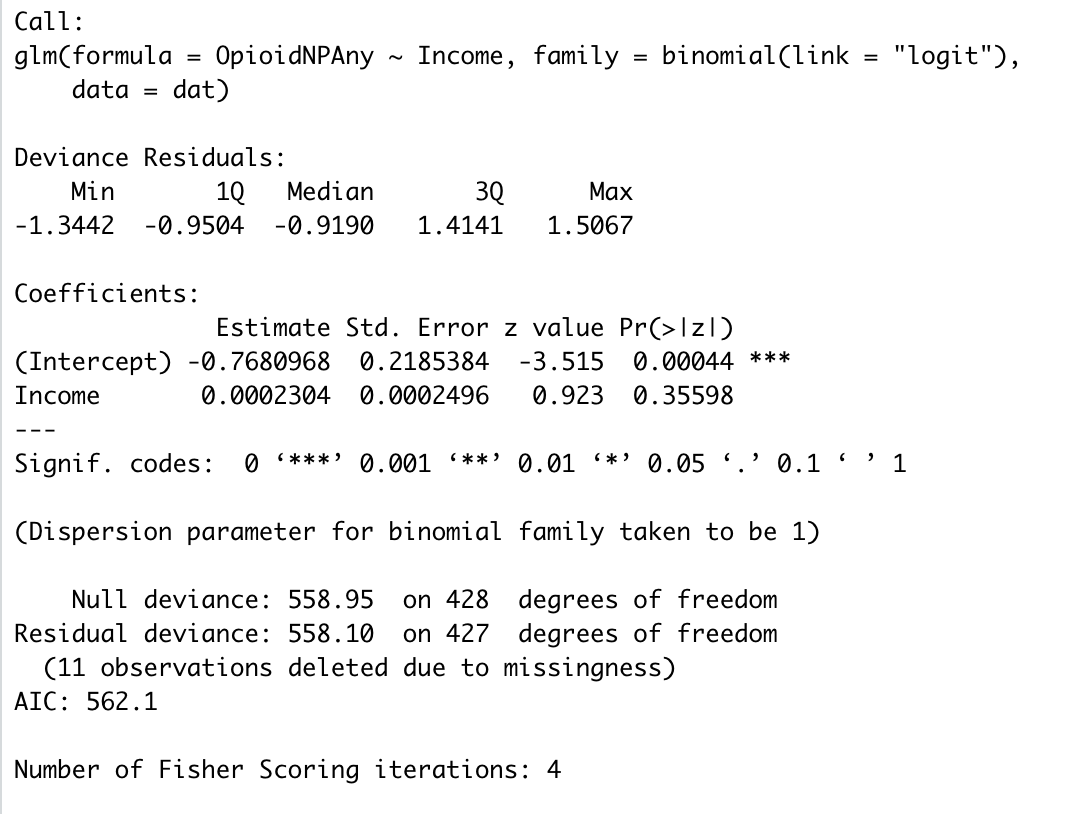 Call:
glm(formula = OpioidNPAny ~ Income, family = binomial(link = "logit"),
    data = dat)

Deviance Residuals:
    Min       1Q   Median       3Q      Max
-1.3442  -0.9504  -0.9190   1.4141   1.5067

Coefficients:
              Estimate Std. Error z value Pr(>|z|)
(Intercept) -0.7680968  0.2185384  -3.515  0.00044 ***
Income       0.0002304  0.0002496   0.923  0.35598
---
Signif. codes:  0 ‘***’ 0.001 ‘**’ 0.01 ‘*’ 0.05 ‘.’ 0.1 ‘ ’ 1

(Dispersion parameter for binomial family taken to be 1)

    Null deviance: 558.95  on 428  degrees of freedom
Residual deviance: 558.10  on 427  degrees of freedom
  (11 observations deleted due to missingness)
AIC: 562.1

Number of Fisher Scoring iterations: 4